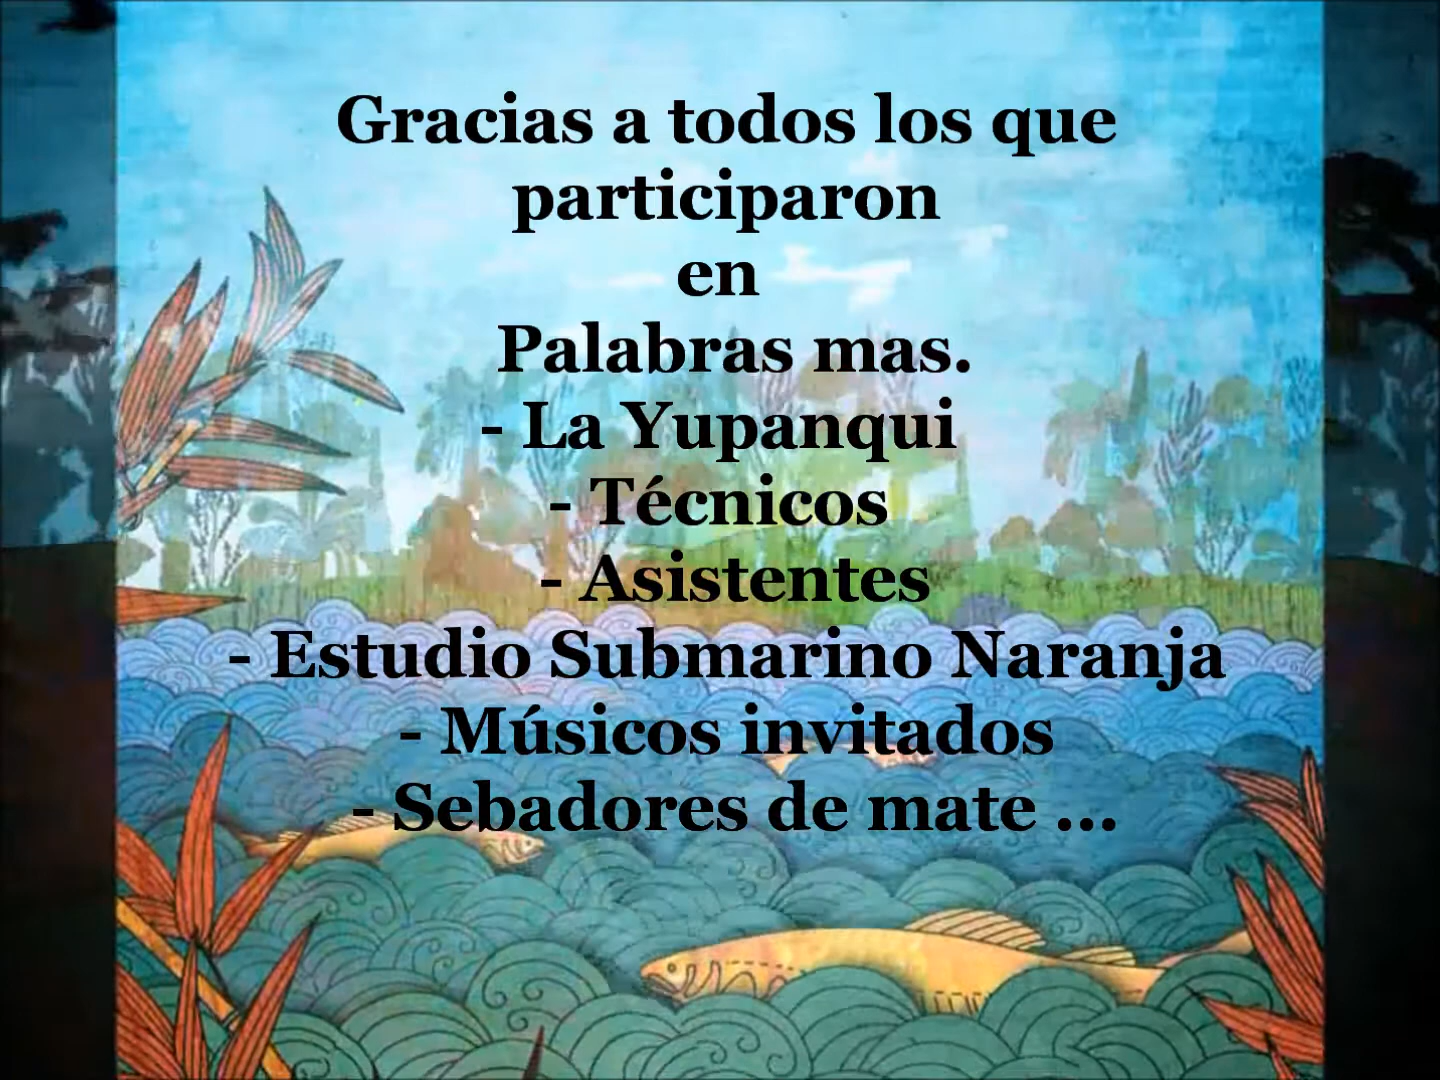 Gracias a todos los que
participaron
en
Palabras mas.
- La Yupanqui
- Técnicos
- Asistentes
- Estudio Submarino Naranja
- Músicos invitados
- Sebadores de mate ...